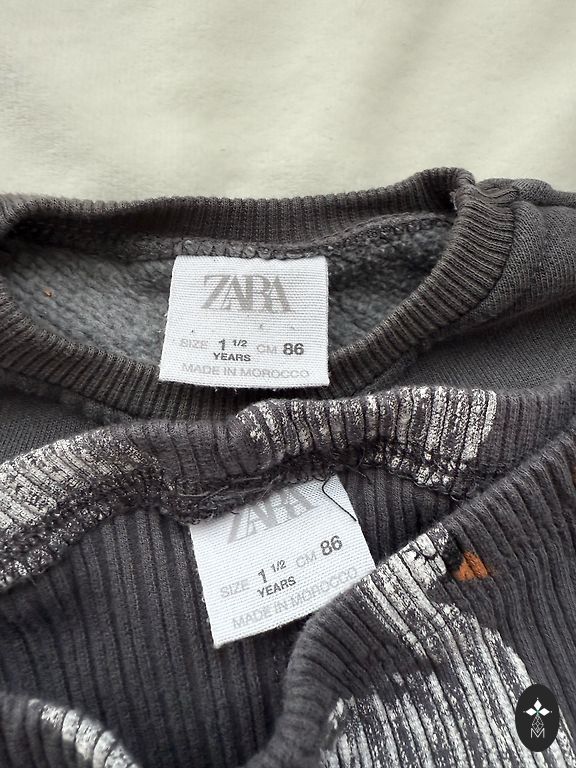 ZARA
SIZE 1 1/2 CM 86
YEARS
MADE IN MOROCCO
ZARA
SIZE 1 1/2 CM 86
YEARS
MADE IN MOROCCO
M